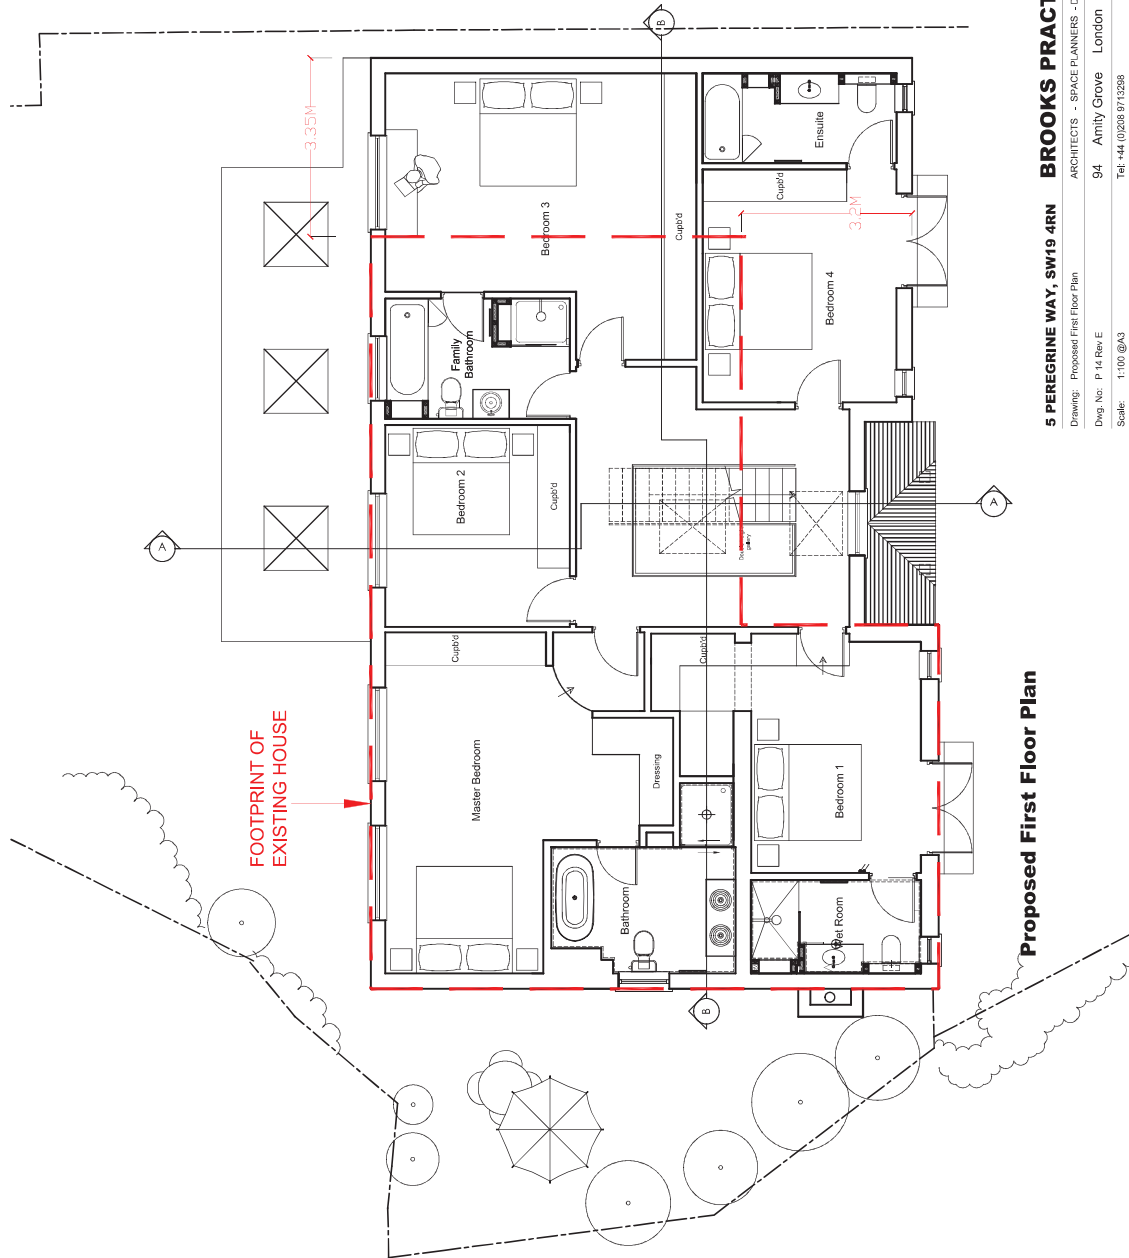 5 PEREGRINE WAY, SW19 4RN
BROOKS PRACT
Drawing: Proposed First Floor Plan
ARCHITECTS - SPACE PLANNERS - D
Dwg. No: P 14 Rev E
94 Amity Grove London
Scale: 1:100 @A3
Tel: +44 (0)208 9713298
Proposed First Floor Plan
FOOTPRINT OF
EXISTING HOUSE
3.35M
3.2M
Master Bedroom
Cupb'd
Dressing
Bathroom
Bedroom 1
Cupb'd
Wet Room
Bedroom 2
Cupb'd
Family
Bathroom
Bedroom 3
Cupb'd
Bedroom 4
Cupb'd
Ensuite
gallery
A
A
B
B